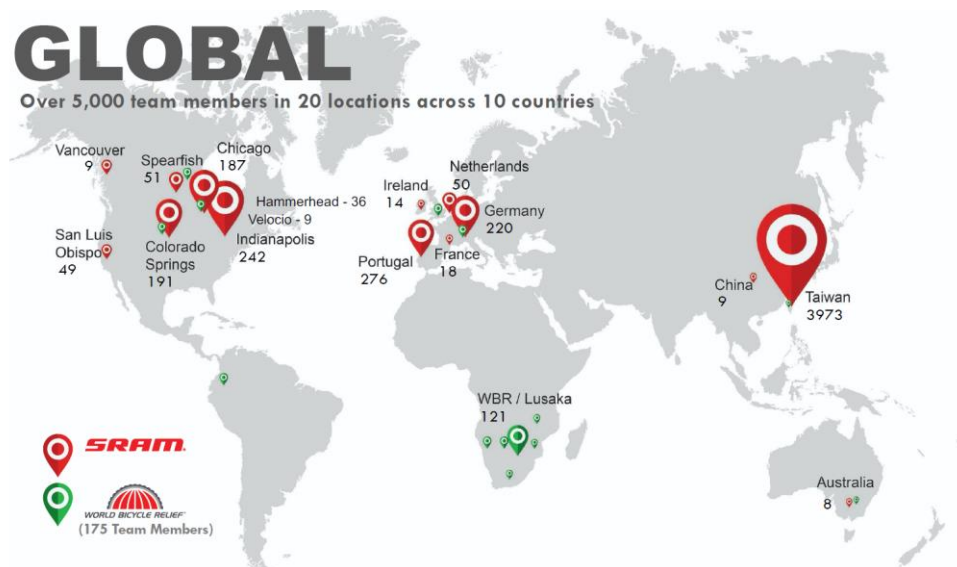 GLOBAL
Over 5,000 team members in 20 locations across 10 countries
Vancouver
9
Spearfish
51
Chicago
187
Hammerhead - 36
Velocio - 9
Indianapolis
242
San Luis
Obispo
49
Colorado
Springs
191
Ireland
14
Netherlands
50
Germany
220
Portugal
276
France
18
China
9
Taiwan
3973
WBR / Lusaka
121
Australia
8
SRAM
WORLD BICYCLE RELIEF
(175 Team Members)